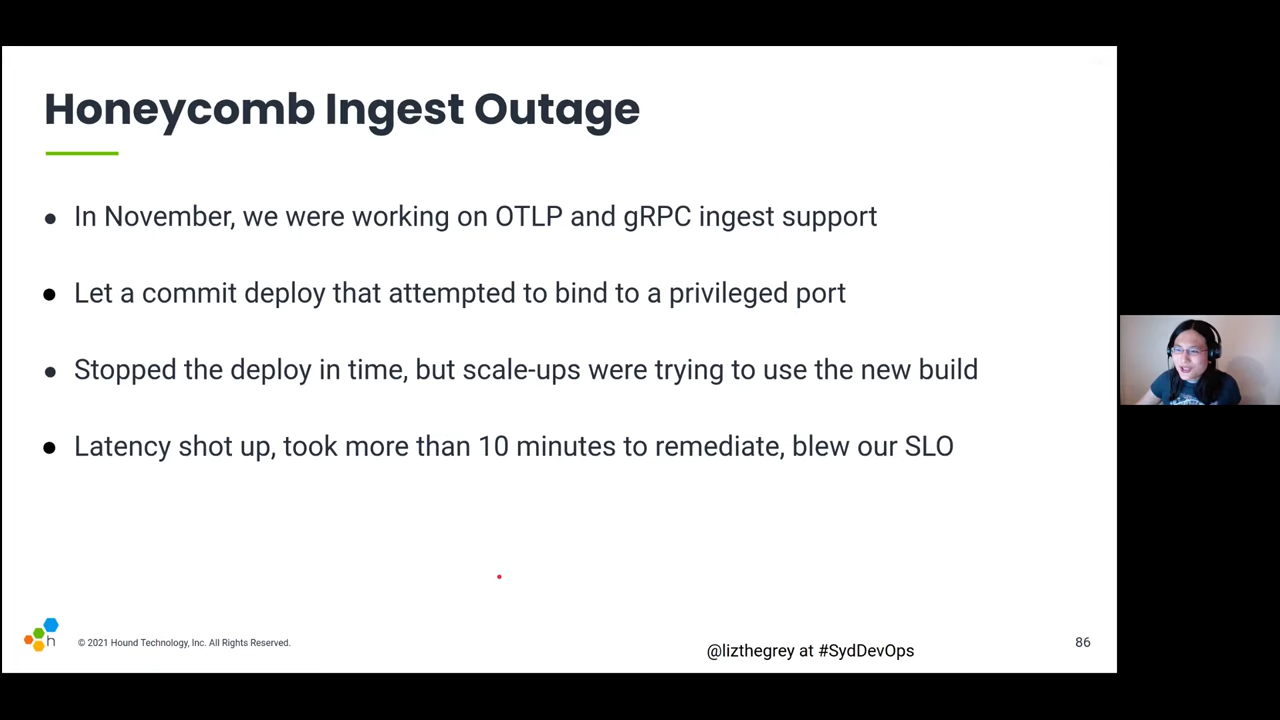 Honeycomb Ingest Outage
● In November, we were working on OTLP and gRPC ingest support
● Let a commit deploy that attempted to bind to a privileged port
● Stopped the deploy in time, but scale-ups were trying to use the new build
● Latency shot up, took more than 10 minutes to remediate, blew our SLO
h
© 2021 Hound Technology, Inc. All Rights Reserved.
@lizthegrey at #SydDevOps
86